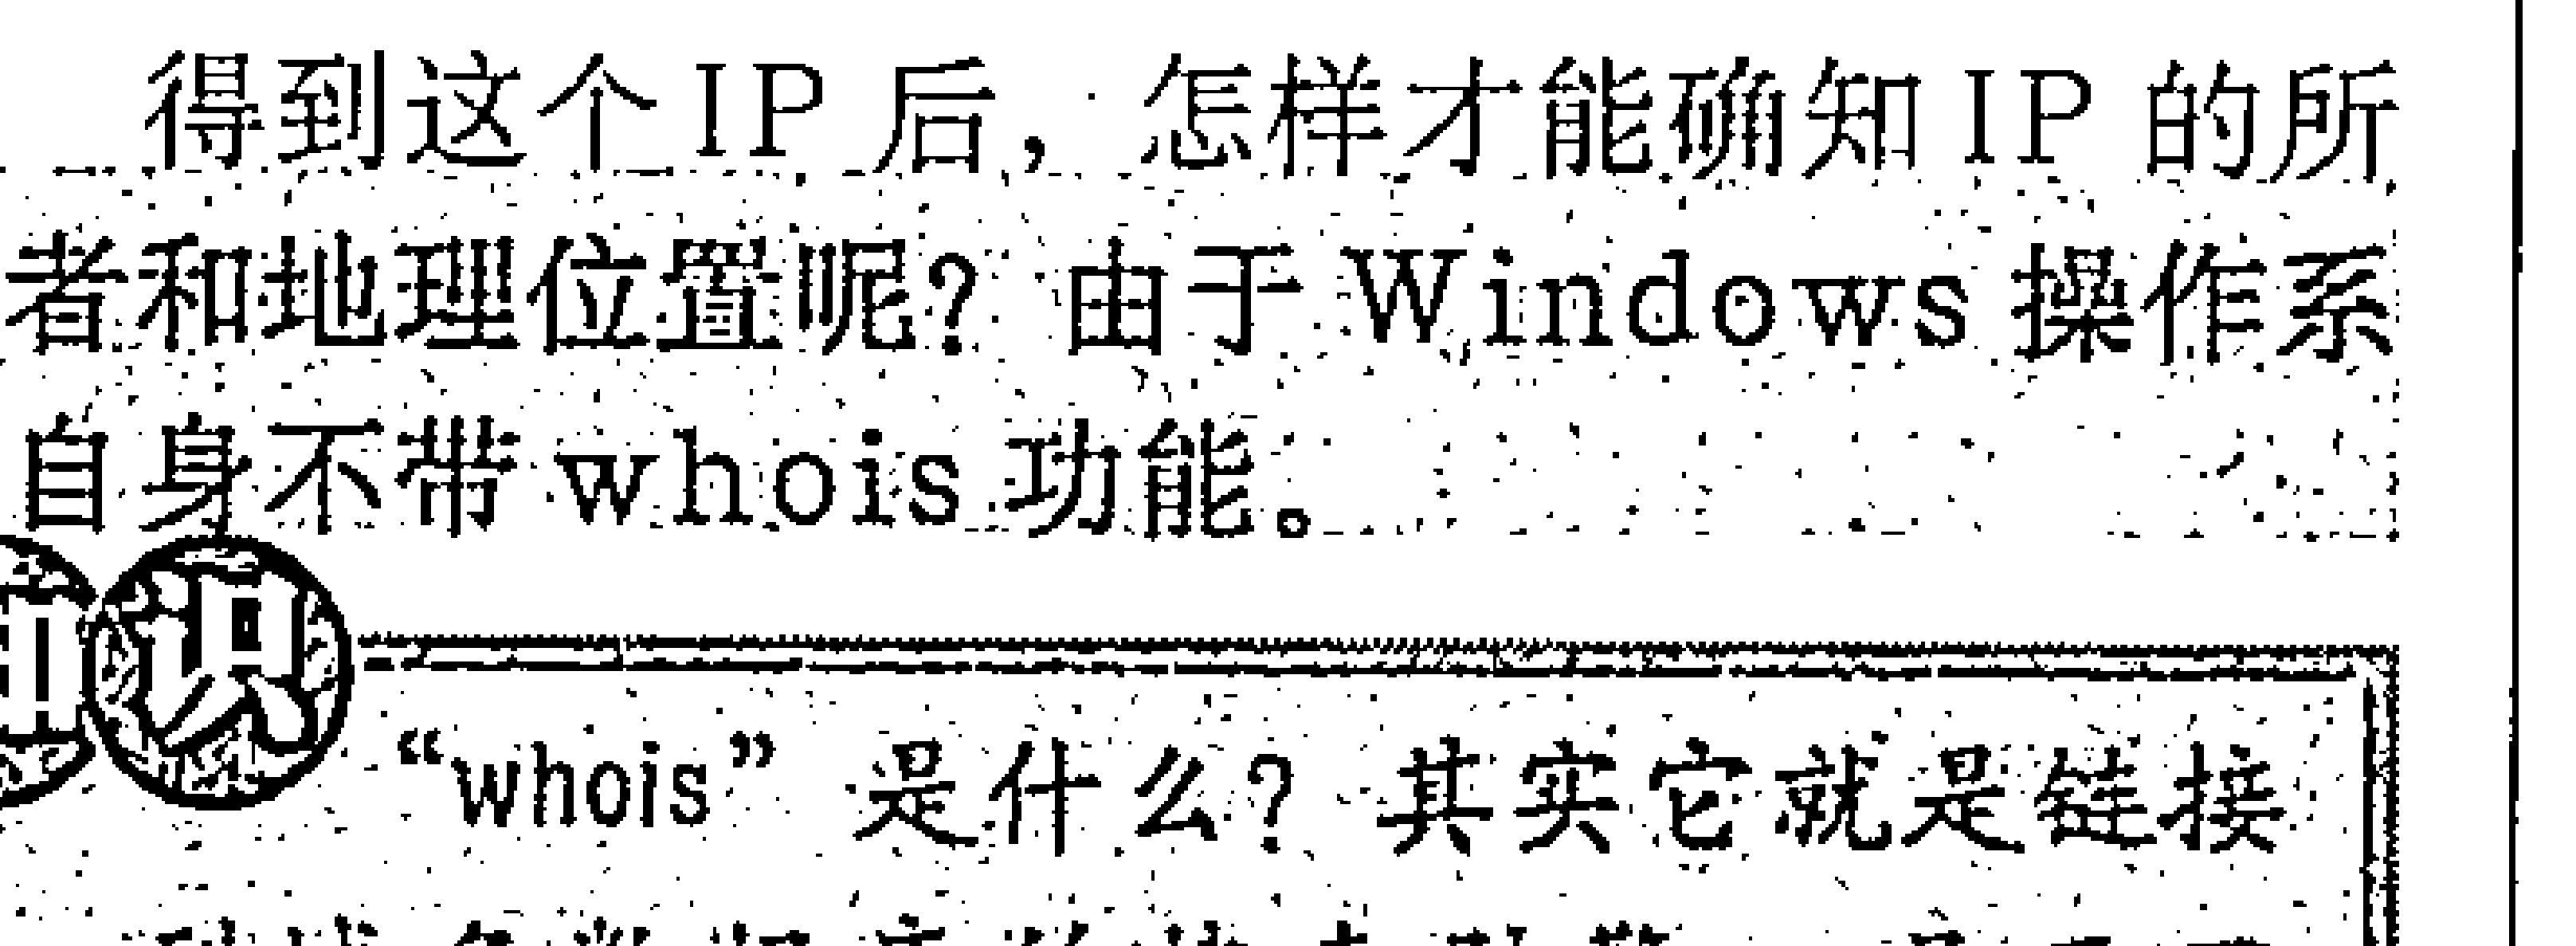 得到这个IP后，怎样才能确知IP的所
者和地理位置呢？由于Windows操作系
自身不带whois功能。
识
“whois”是什么？其实它就是链接